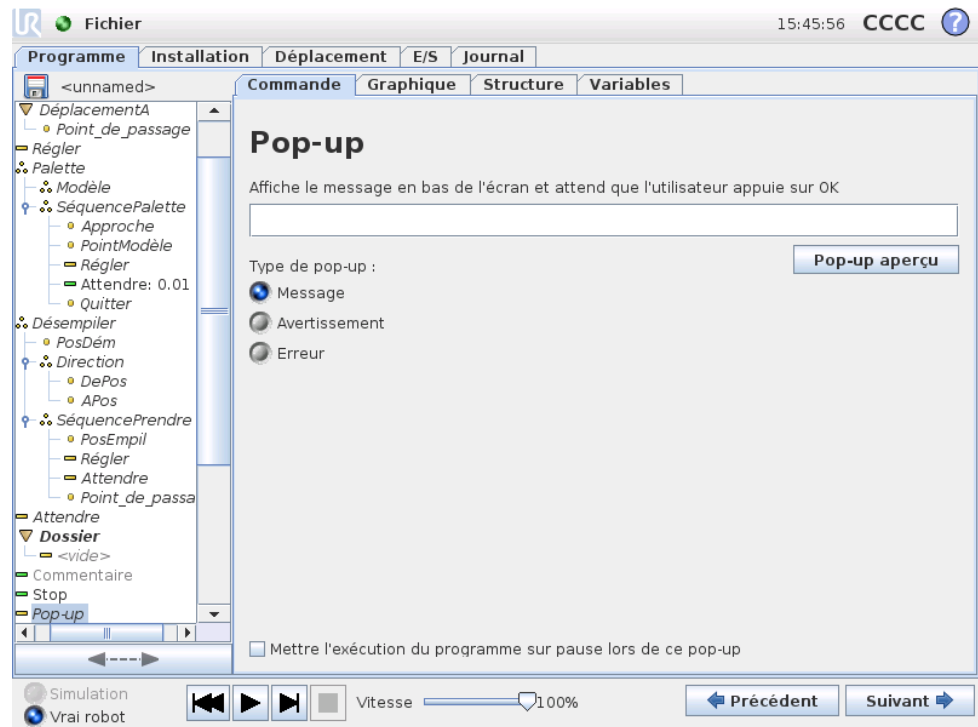 UR Fichier 15:45:56 CCCC ?
Programme Installation Déplacement E/S Journal
<unnamed>
Commande Graphique Structure Variables
DéplacementA
Point_de_passage
Régler
Palette
Modèle
SéquencePalette
Approche
PointModèle
Régler
Attendre: 0.01
Quitter
Désempiler
PosDém
Direction
DePos
APos
SéquencePrendre
PosEmpil
Régler
Attendre
Point_de_passa
Attendre
Dossier
<vide>
Commentaire
Stop
Pop-up
Pop-up
Affiche le message en bas de l'écran et attend que l'utilisateur appuie sur OK
Pop-up aperçu
Type de pop-up :
Message
Avertissement
Erreur
Mettre l'exécution du programme sur pause lors de ce pop-up
Simulation
Vrai robot
Vitesse 100%
Précédent Suivant